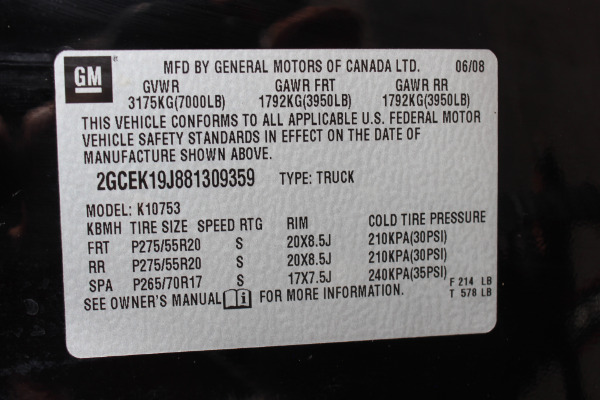 GM
MFD BY GENERAL MOTORS OF CANADA LTD. 06/08
GVWR GAWR FRT GAWR RR
3175KG(7000LB) 1792KG(3950LB) 1792KG(3950LB)
THIS VEHICLE CONFORMS TO ALL APPLICABLE U.S. FEDERAL MOTOR
VEHICLE SAFETY STANDARDS IN EFFECT ON THE DATE OF
MANUFACTURE SHOWN ABOVE.
2GCEK19J881309359 TYPE: TRUCK
MODEL: K10753
KBMH TIRE SIZE SPEED RTG RIM COLD TIRE PRESSURE
FRT P275/55R20 S 20X8.5J 210KPA(30PSI)
RR P275/55R20 S 20X8.5J 210KPA(30PSI)
SPA P265/70R17 S 17X7.5J 240KPA(35PSI)
F 214 LB
SEE OWNER'S MANUAL i FOR MORE INFORMATION. T 578 LB